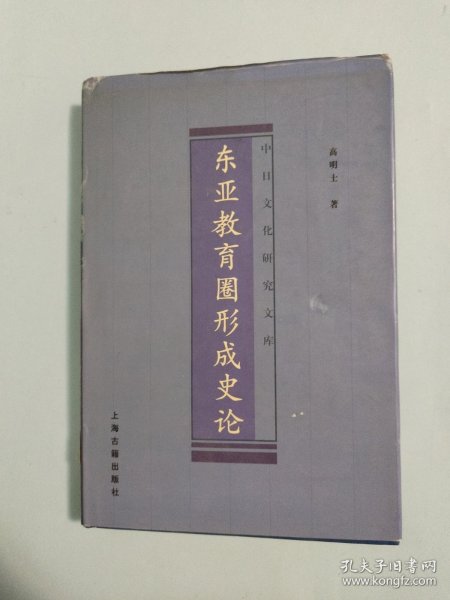 高明士 著
中日文化研究文库
东亚教育圈形成史论
上海古籍出版社
孔夫子旧书网
www.kongfz.com